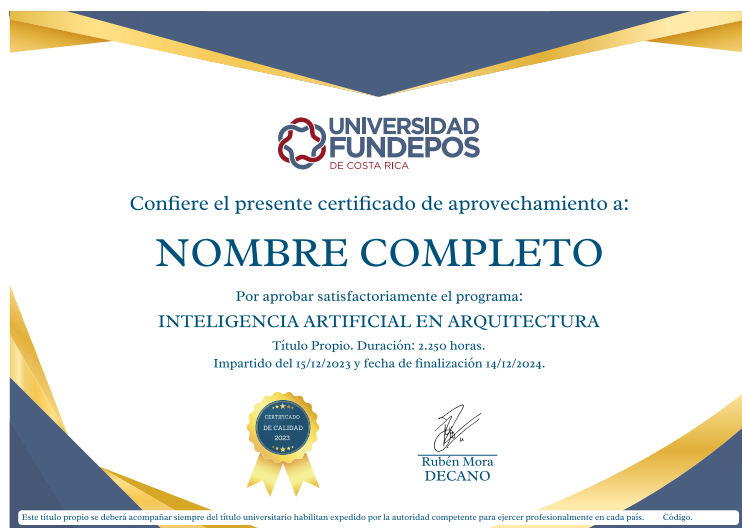 UNIVERSIDAD
FUNDEPOS
DE COSTA RICA
Confiere el presente certificado de aprovechamiento a:
NOMBRE COMPLETO
Por aprobar satisfactoriamente el programa:
INTELIGENCIA ARTIFICIAL EN ARQUITECTURA
Título Propio. Duración: 2.250 horas.
Impartido del 15/12/2023 y fecha de finalización 14/12/2024.
CERTIFICADO
DE CALIDAD
2023
Rubén Mora
DECANO
Este título propio se deberá acompañar siempre del título universitario habilitan expedido por la autoridad competente para ejercer profesionalmente en cada país. Código.